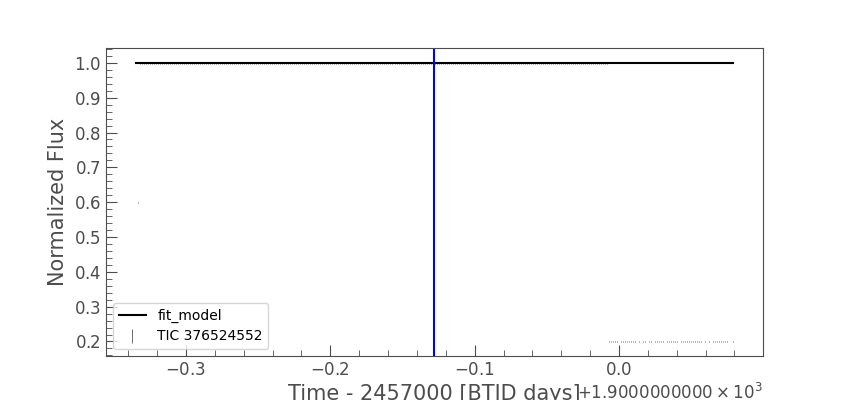 1.0
0.9
0.8
0.7
0.6
0.5
0.4
0.3
0.2
Normalized Flux
fit_model
TIC 376524552
−0.3
−0.2
−0.1
0.0
Time - 2457000 [BTJD days]
+1.9000000000 × 10³